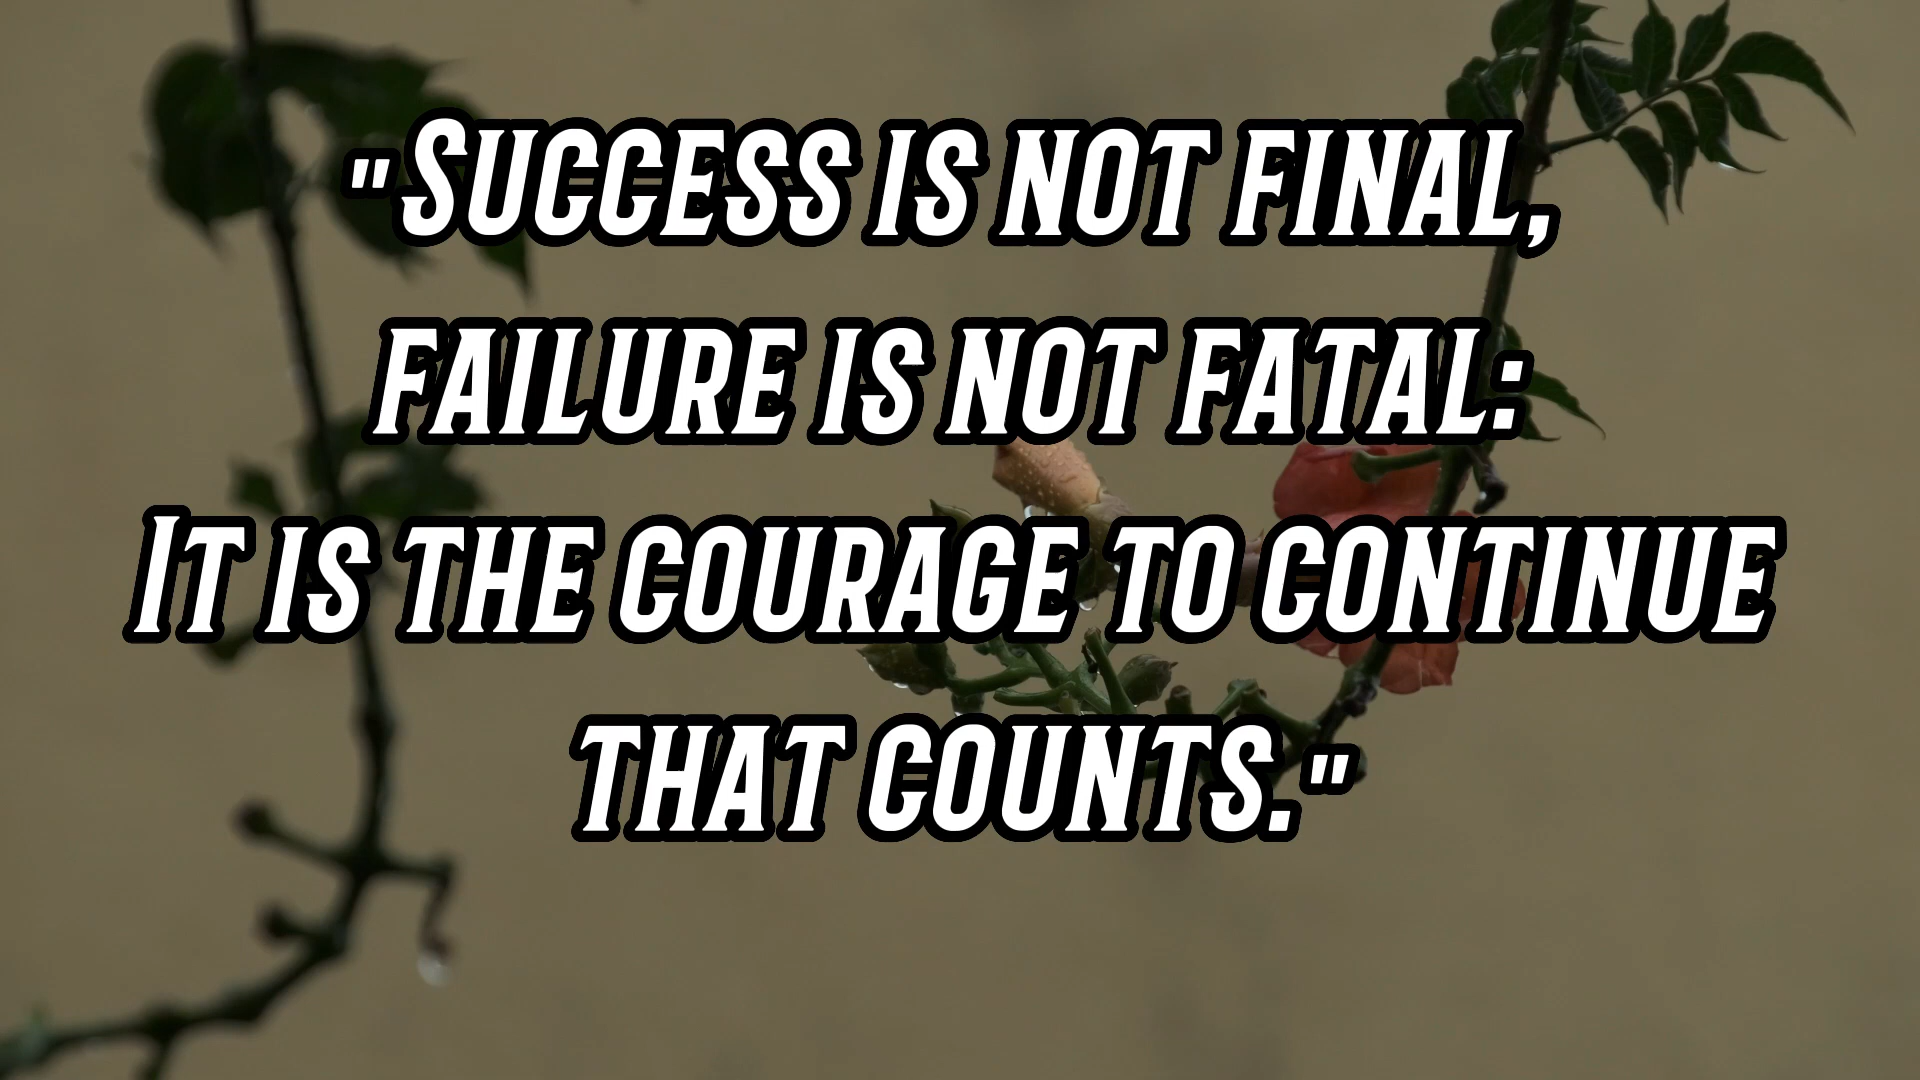 "Success is not final,
failure is not fatal:
It is the courage to continue
that counts."